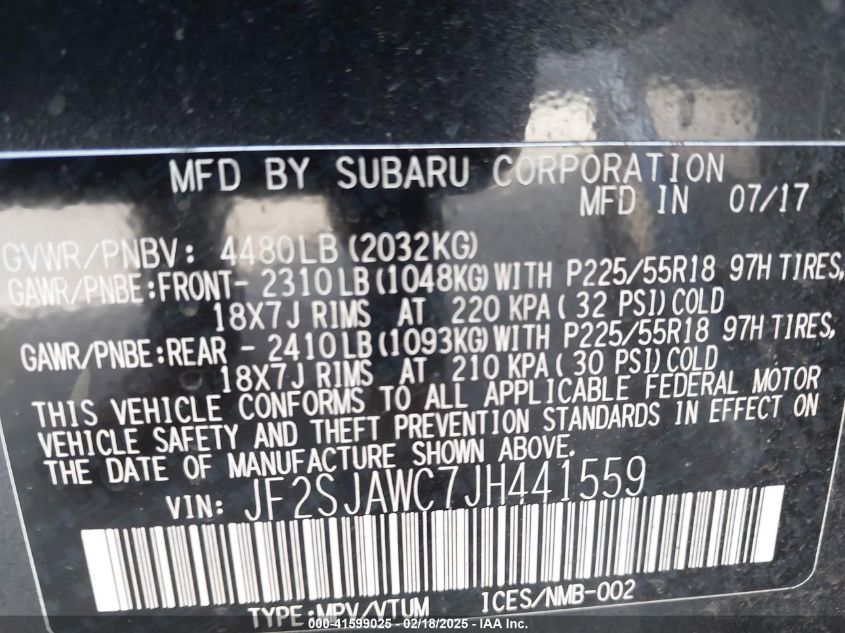 MFD BY SUBARU CORPORATION
MFD IN 07/17
GVWR/PNBV: 4480LB (2032KG)
GAWR/PNBE:FRONT- 2310LB (1048KG) WITH P225/55R18 97H TIRES,
18X7J RIMS AT 220 KPA ( 32 PSI) COLD
GAWR/PNBE:REAR - 2410LB (1093KG) WITH P225/55R18 97H TIRES,
18X7J RIMS AT 210 KPA ( 30 PSI) COLD
THIS VEHICLE CONFORMS TO ALL APPLICABLE FEDERAL MOTOR
VEHICLE SAFETY AND THEFT PREVENTION STANDARDS IN EFFECT ON
THE DATE OF MANUFACTURE SHOWN ABOVE.
VIN: JF2SJAWC7JH441559
TYPE:MPV/VTUM ICES/NMB-002
000-41599025 - 02/18/2025 - IAA Inc.